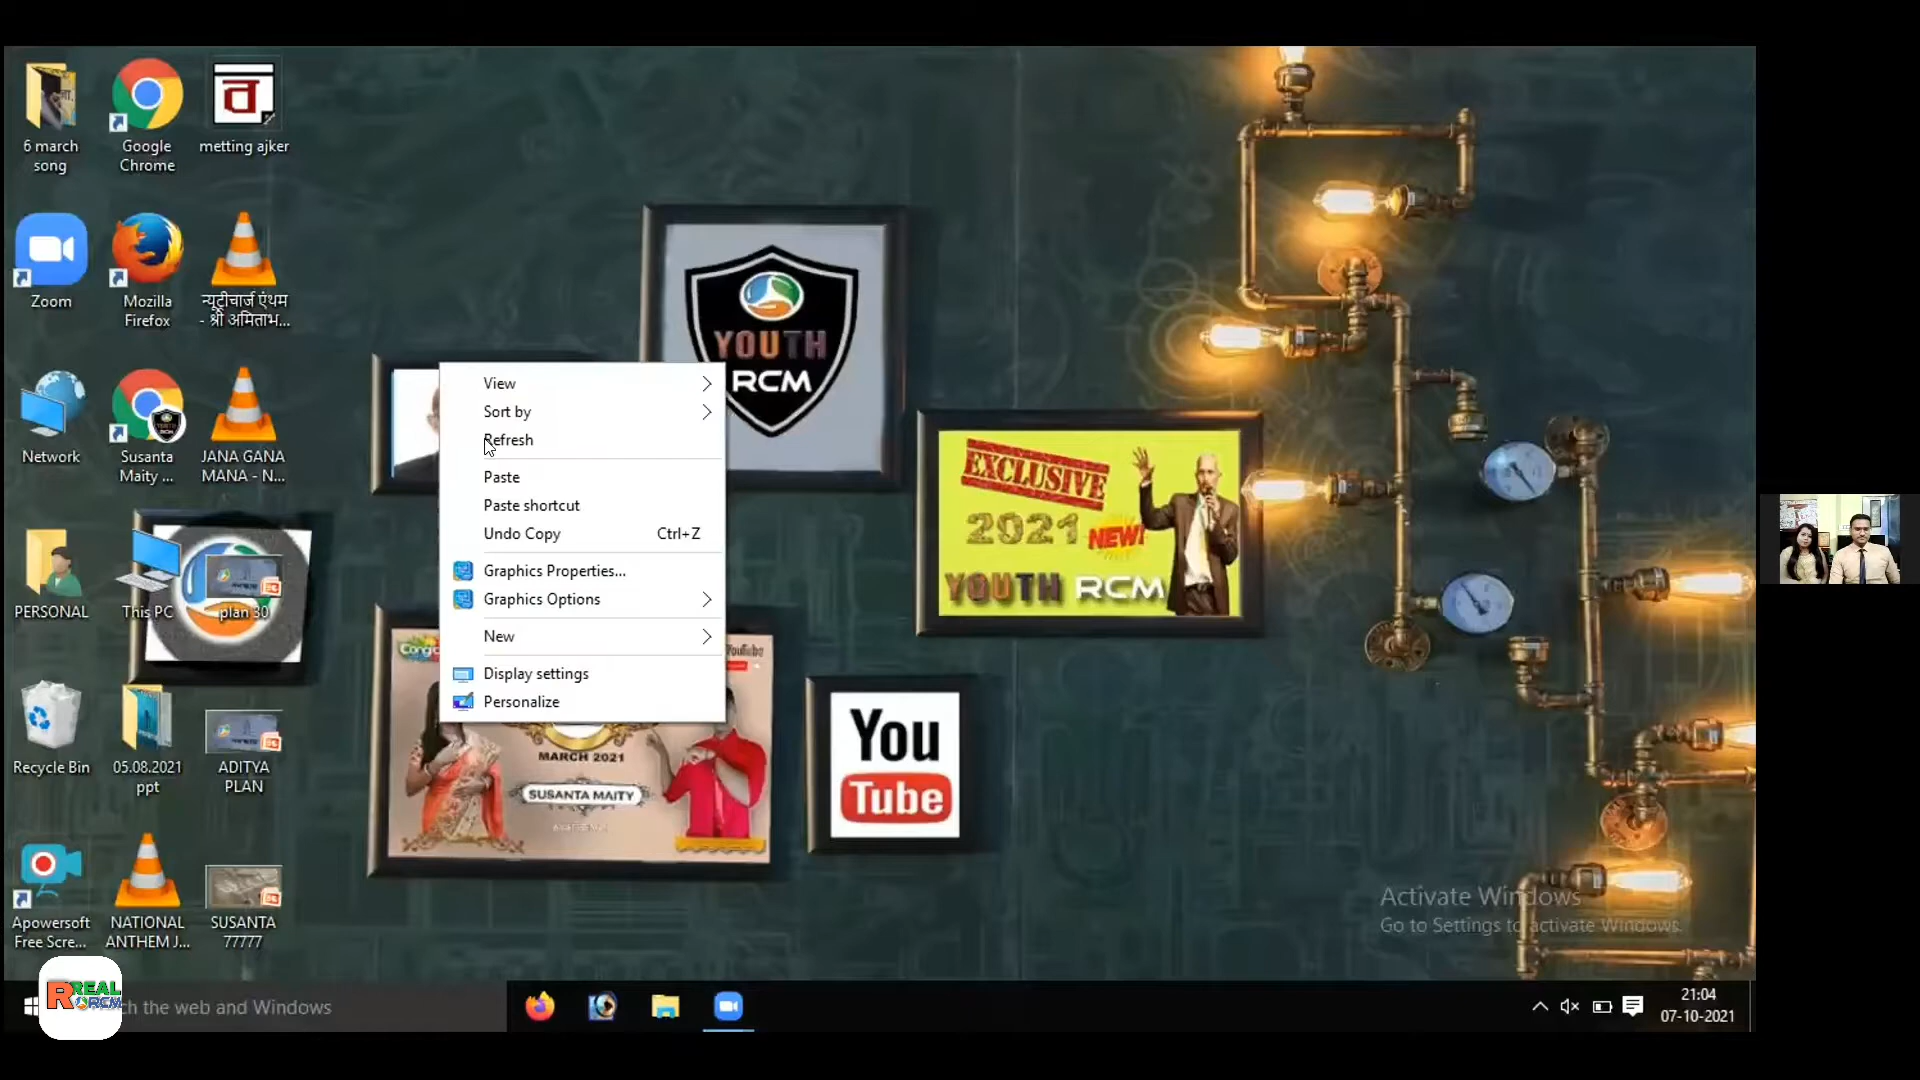 6 march
song
Google
Chrome
metting ajker
Zoom
Mozilla
Firefox
न्यूटीचार्ज एंथम
- श्री अमिताभ...
Network
Susanta
Maity ...
JANA GANA
MANA - N...
PERSONAL
This PC
plan 30
Recycle Bin
05.08.2021
ppt
ADITYA
PLAN
Apowersoft
Free Scre...
NATIONAL
ANTHEM J...
SUSANTA
77777
YOUTH
RCM
View
Sort by
Refresh
Paste
Paste shortcut
Undo Copy Ctrl+Z
Graphics Properties...
Graphics Options
New
Display settings
Personalize
EXCLUSIVE
2021 NEW!
YOUTH RCM
MARCH 2021
SUSANTA MAITY
You
Tube
Activate Windows
Go to Settings to activate Windows.
REAL
RCM
ch the web and Windows
21:04
07-10-2021